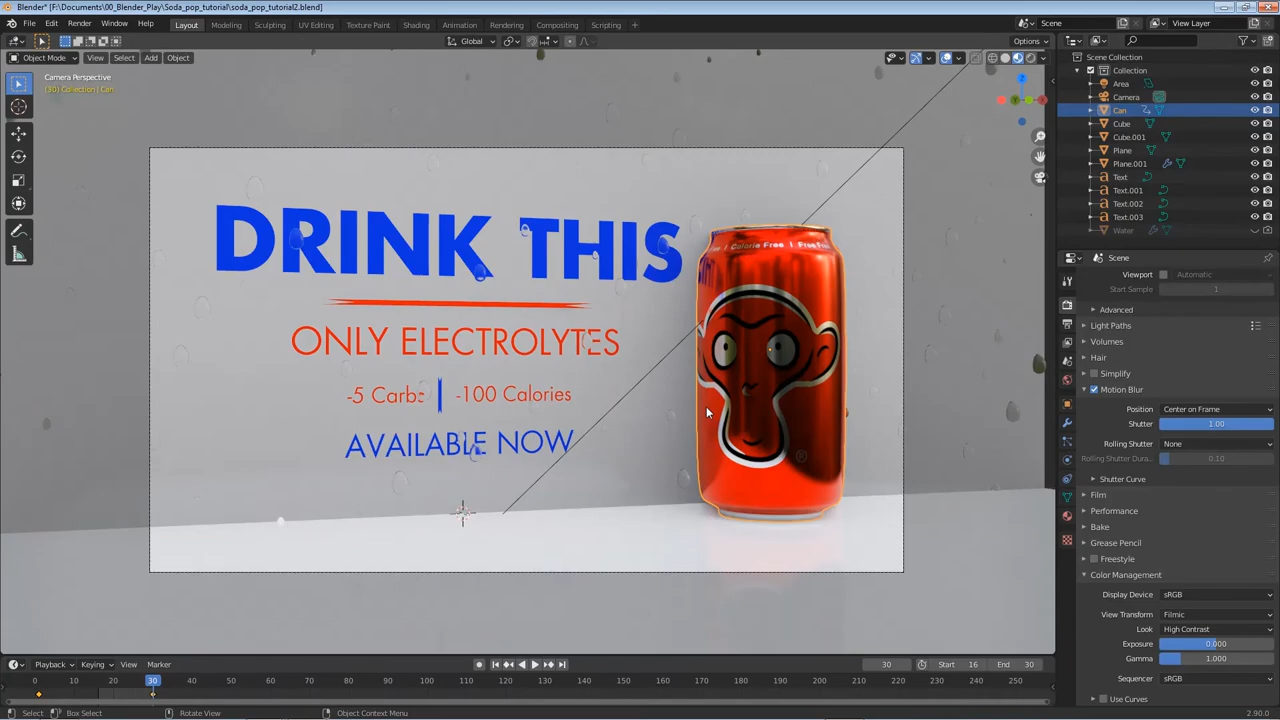 Blender* [F:\Documents\00_Blender_Play\Soda_pop_tutorial\soda_pop_tutorial2.blend]
File Edit Render Window Help Layout Modeling Sculpting UV Editing Texture Paint Shading Animation Rendering Compositing Scripting + Scene View Layer
Global Options
Object Mode View Select Add Object
Camera Perspective
(30) Collection | Can
Scene Collection
Collection
Area
Camera
Can
Cube
Cube.001
Plane
Plane.001
Text
Text.001
Text.002
Text.003
Water
DRINK THIS
ONLY ELECTROLYTES
-5 Carbs
-100 Calories
AVAILABLE NOW
Calorie Free
®
Scene
Viewport Automatic
Start Sample 1
Advanced
Light Paths
Volumes
Hair
Simplify
Motion Blur
Position Center on Frame
Shutter 1.00
Rolling Shutter None
Rolling Shutter Dura.. 0.10
Shutter Curve
Film
Performance
Bake
Grease Pencil
Freestyle
Color Management
Display Device sRGB
View Transform Filmic
Look High Contrast
Exposure 0.000
Gamma 1.000
Sequencer sRGB
Use Curves
Playback Keying View Marker 30 Start 16 End 30
0 10 20 30 40 50 60 70 80 90 100 110 120 130 140 150 160 170 180 190 200 210 220 230 240 250
Select Box Select Rotate View Object Context Menu 2.90.0